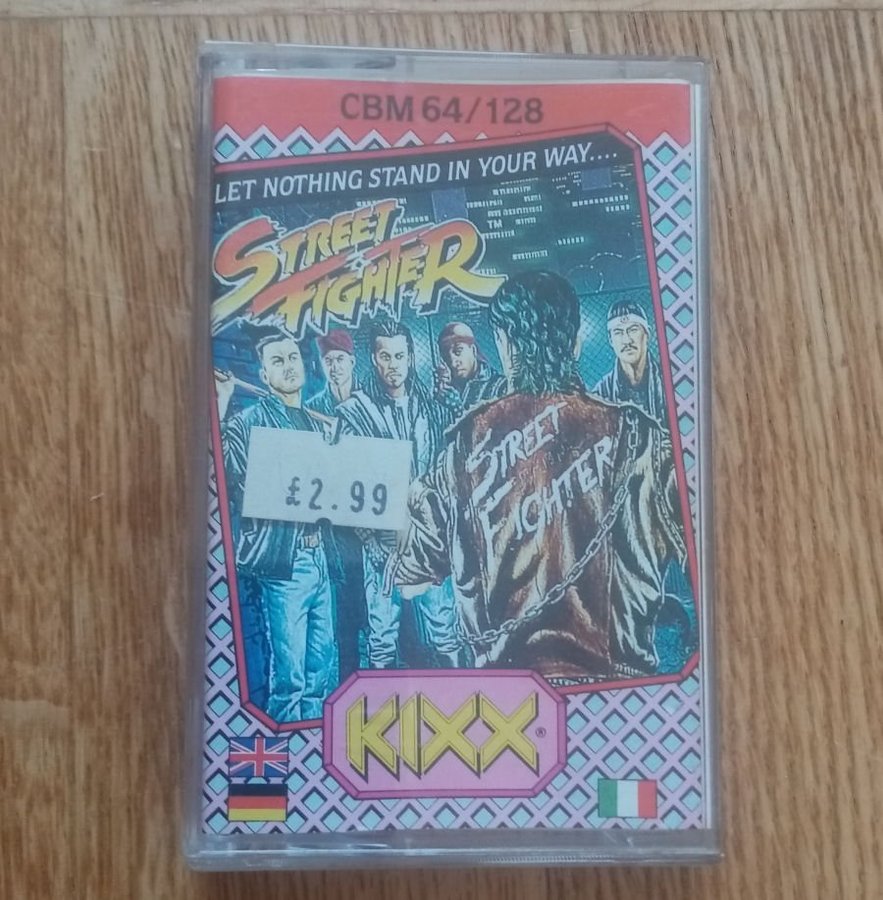 CBM 64/128
LET NOTHING STAND IN YOUR WAY....
TM
STREET
FIGHTER
STREET
FIGHTER
£2.99
KIXX®